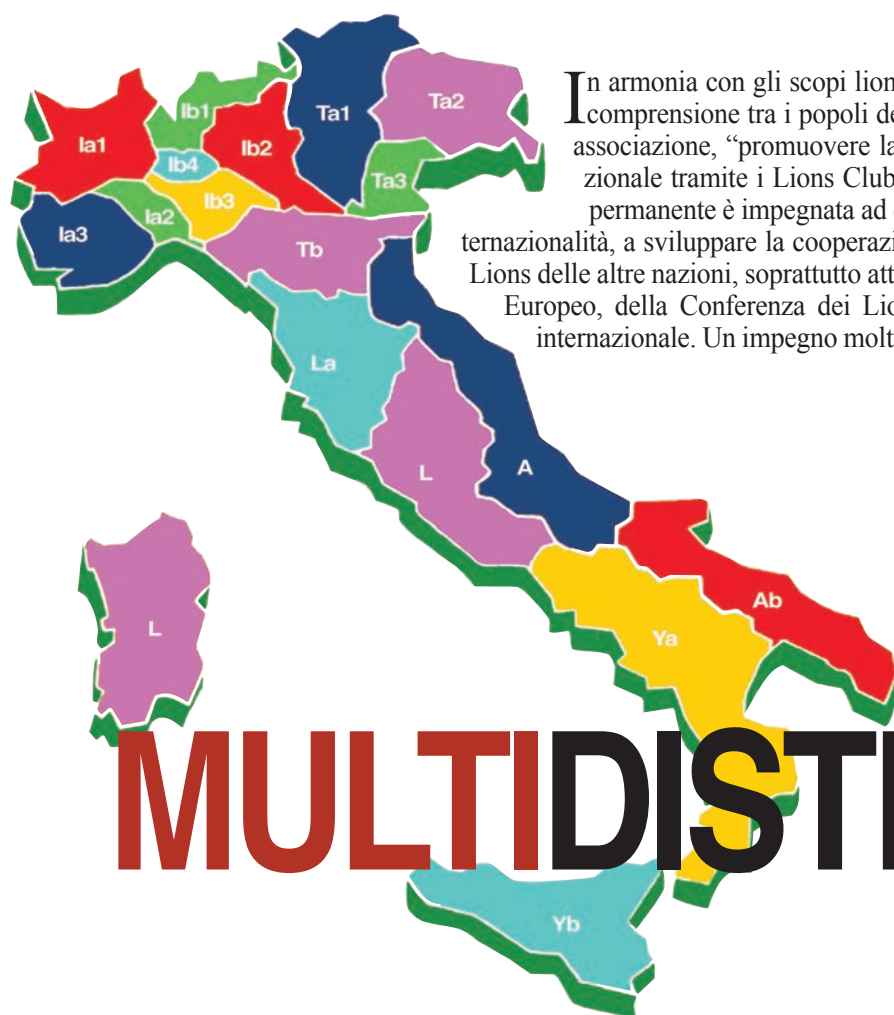 In armonia con gli scopi lion
comprensione tra i popoli de
associazione, “promuovere la
zionale tramite i Lions Club
permanente è impegnata ad
ternazionalità, a sviluppare la cooperazi
Lions delle altre nazioni, soprattutto att
Europeo, della Conferenza dei Lio
internazionale. Un impegno molt
Ia1
Ib1
Ib2
Ib4
Ib3
Ia2
Ia3
Ta1
Ta2
Ta3
Tb
La
L
A
L
Ab
Ya
MULTIDISTR
Yb